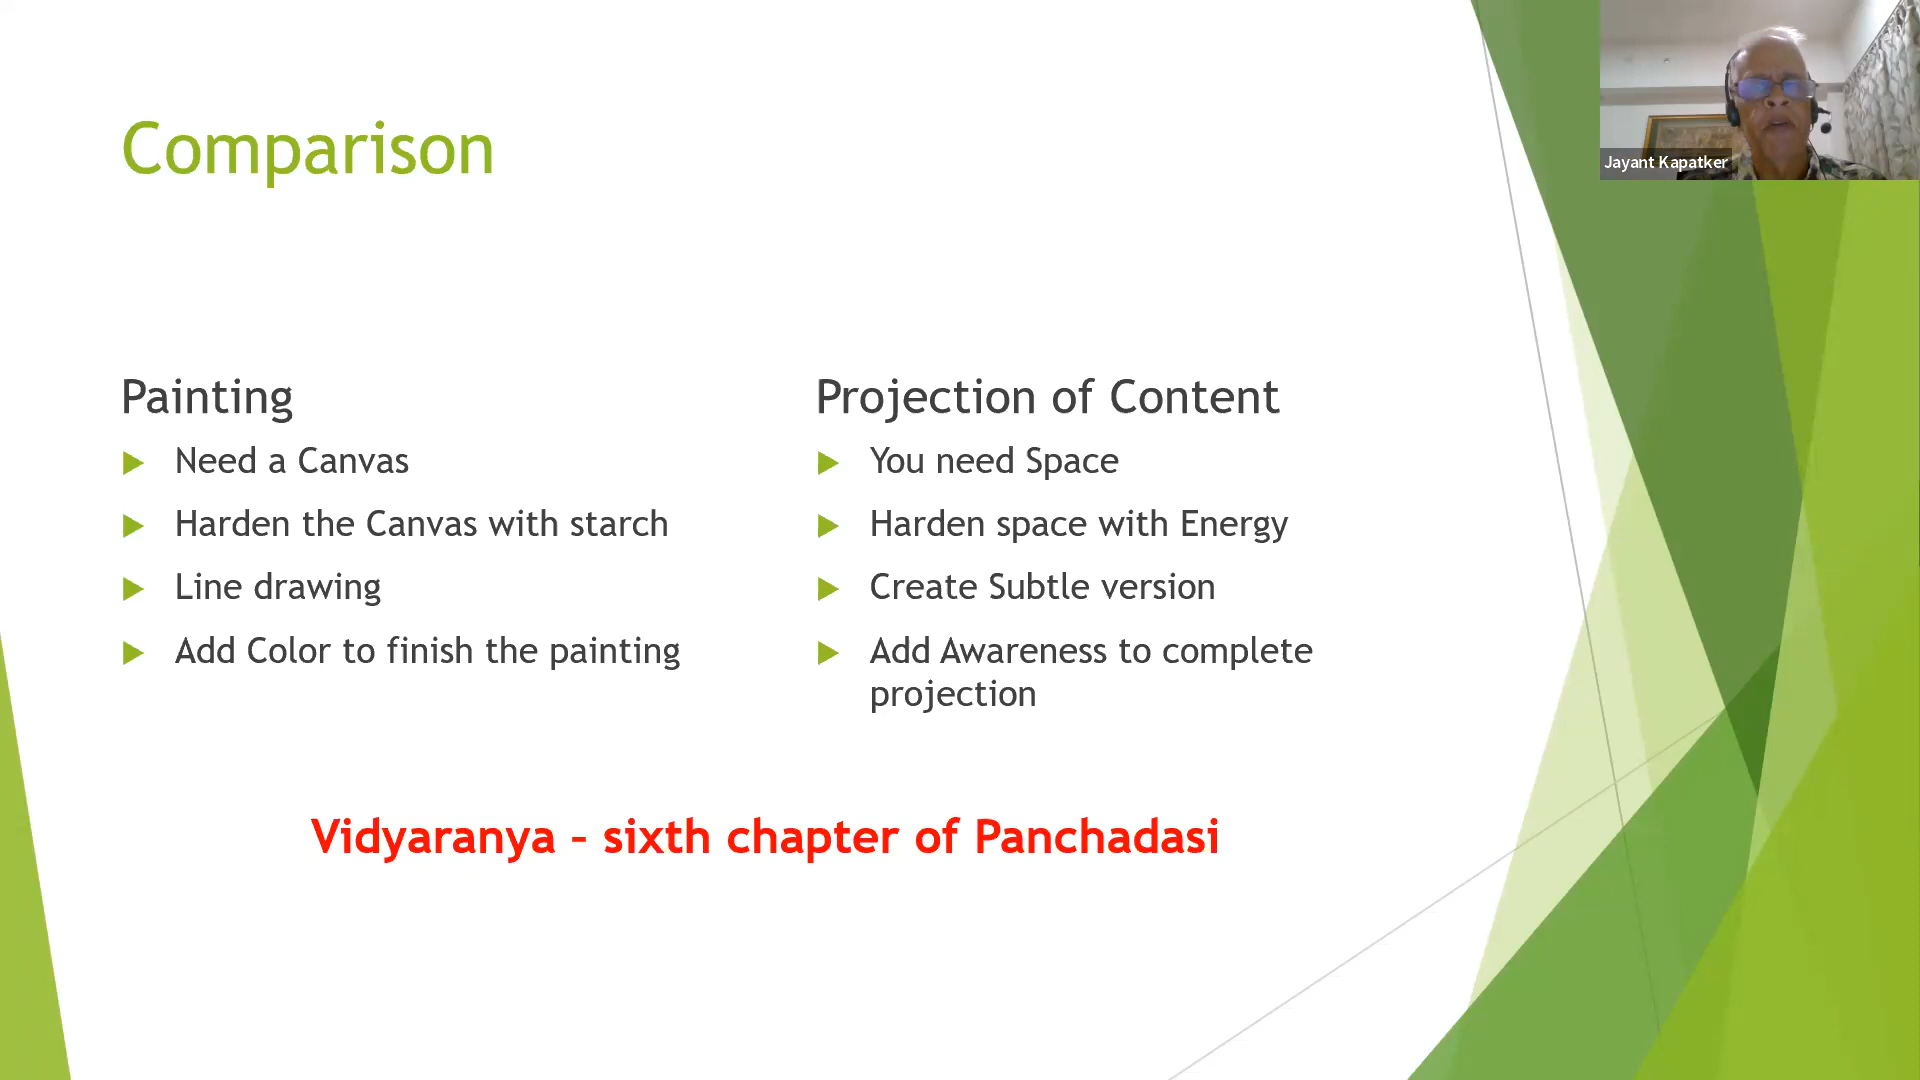 Comparison
Jayant Kapatker
Painting
Need a Canvas
Harden the Canvas with starch
Line drawing
Add Color to finish the painting
Projection of Content
You need Space
Harden space with Energy
Create Subtle version
Add Awareness to complete
projection
Vidyaranya – sixth chapter of Panchadasi